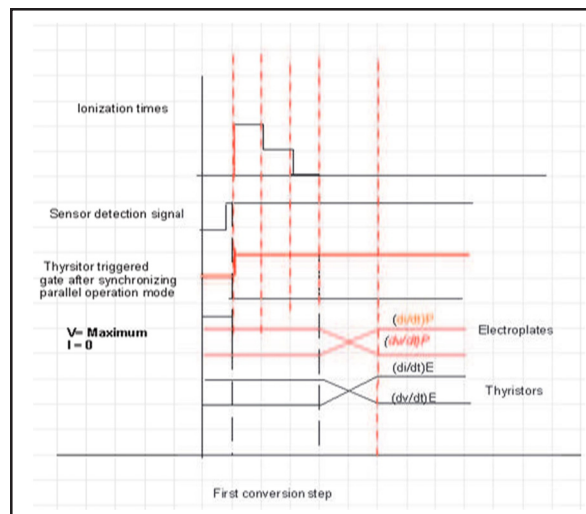 Ionization times
Sensor detection signal
Thyrsitor triggered
gate after synchronizing
parallel operation mode
V= Maximum
I = 0
(di/dt)P
Electroplates
(dv/dt)P
(di/dt)E
Thyristors
(dv/dt)E
First conversion step